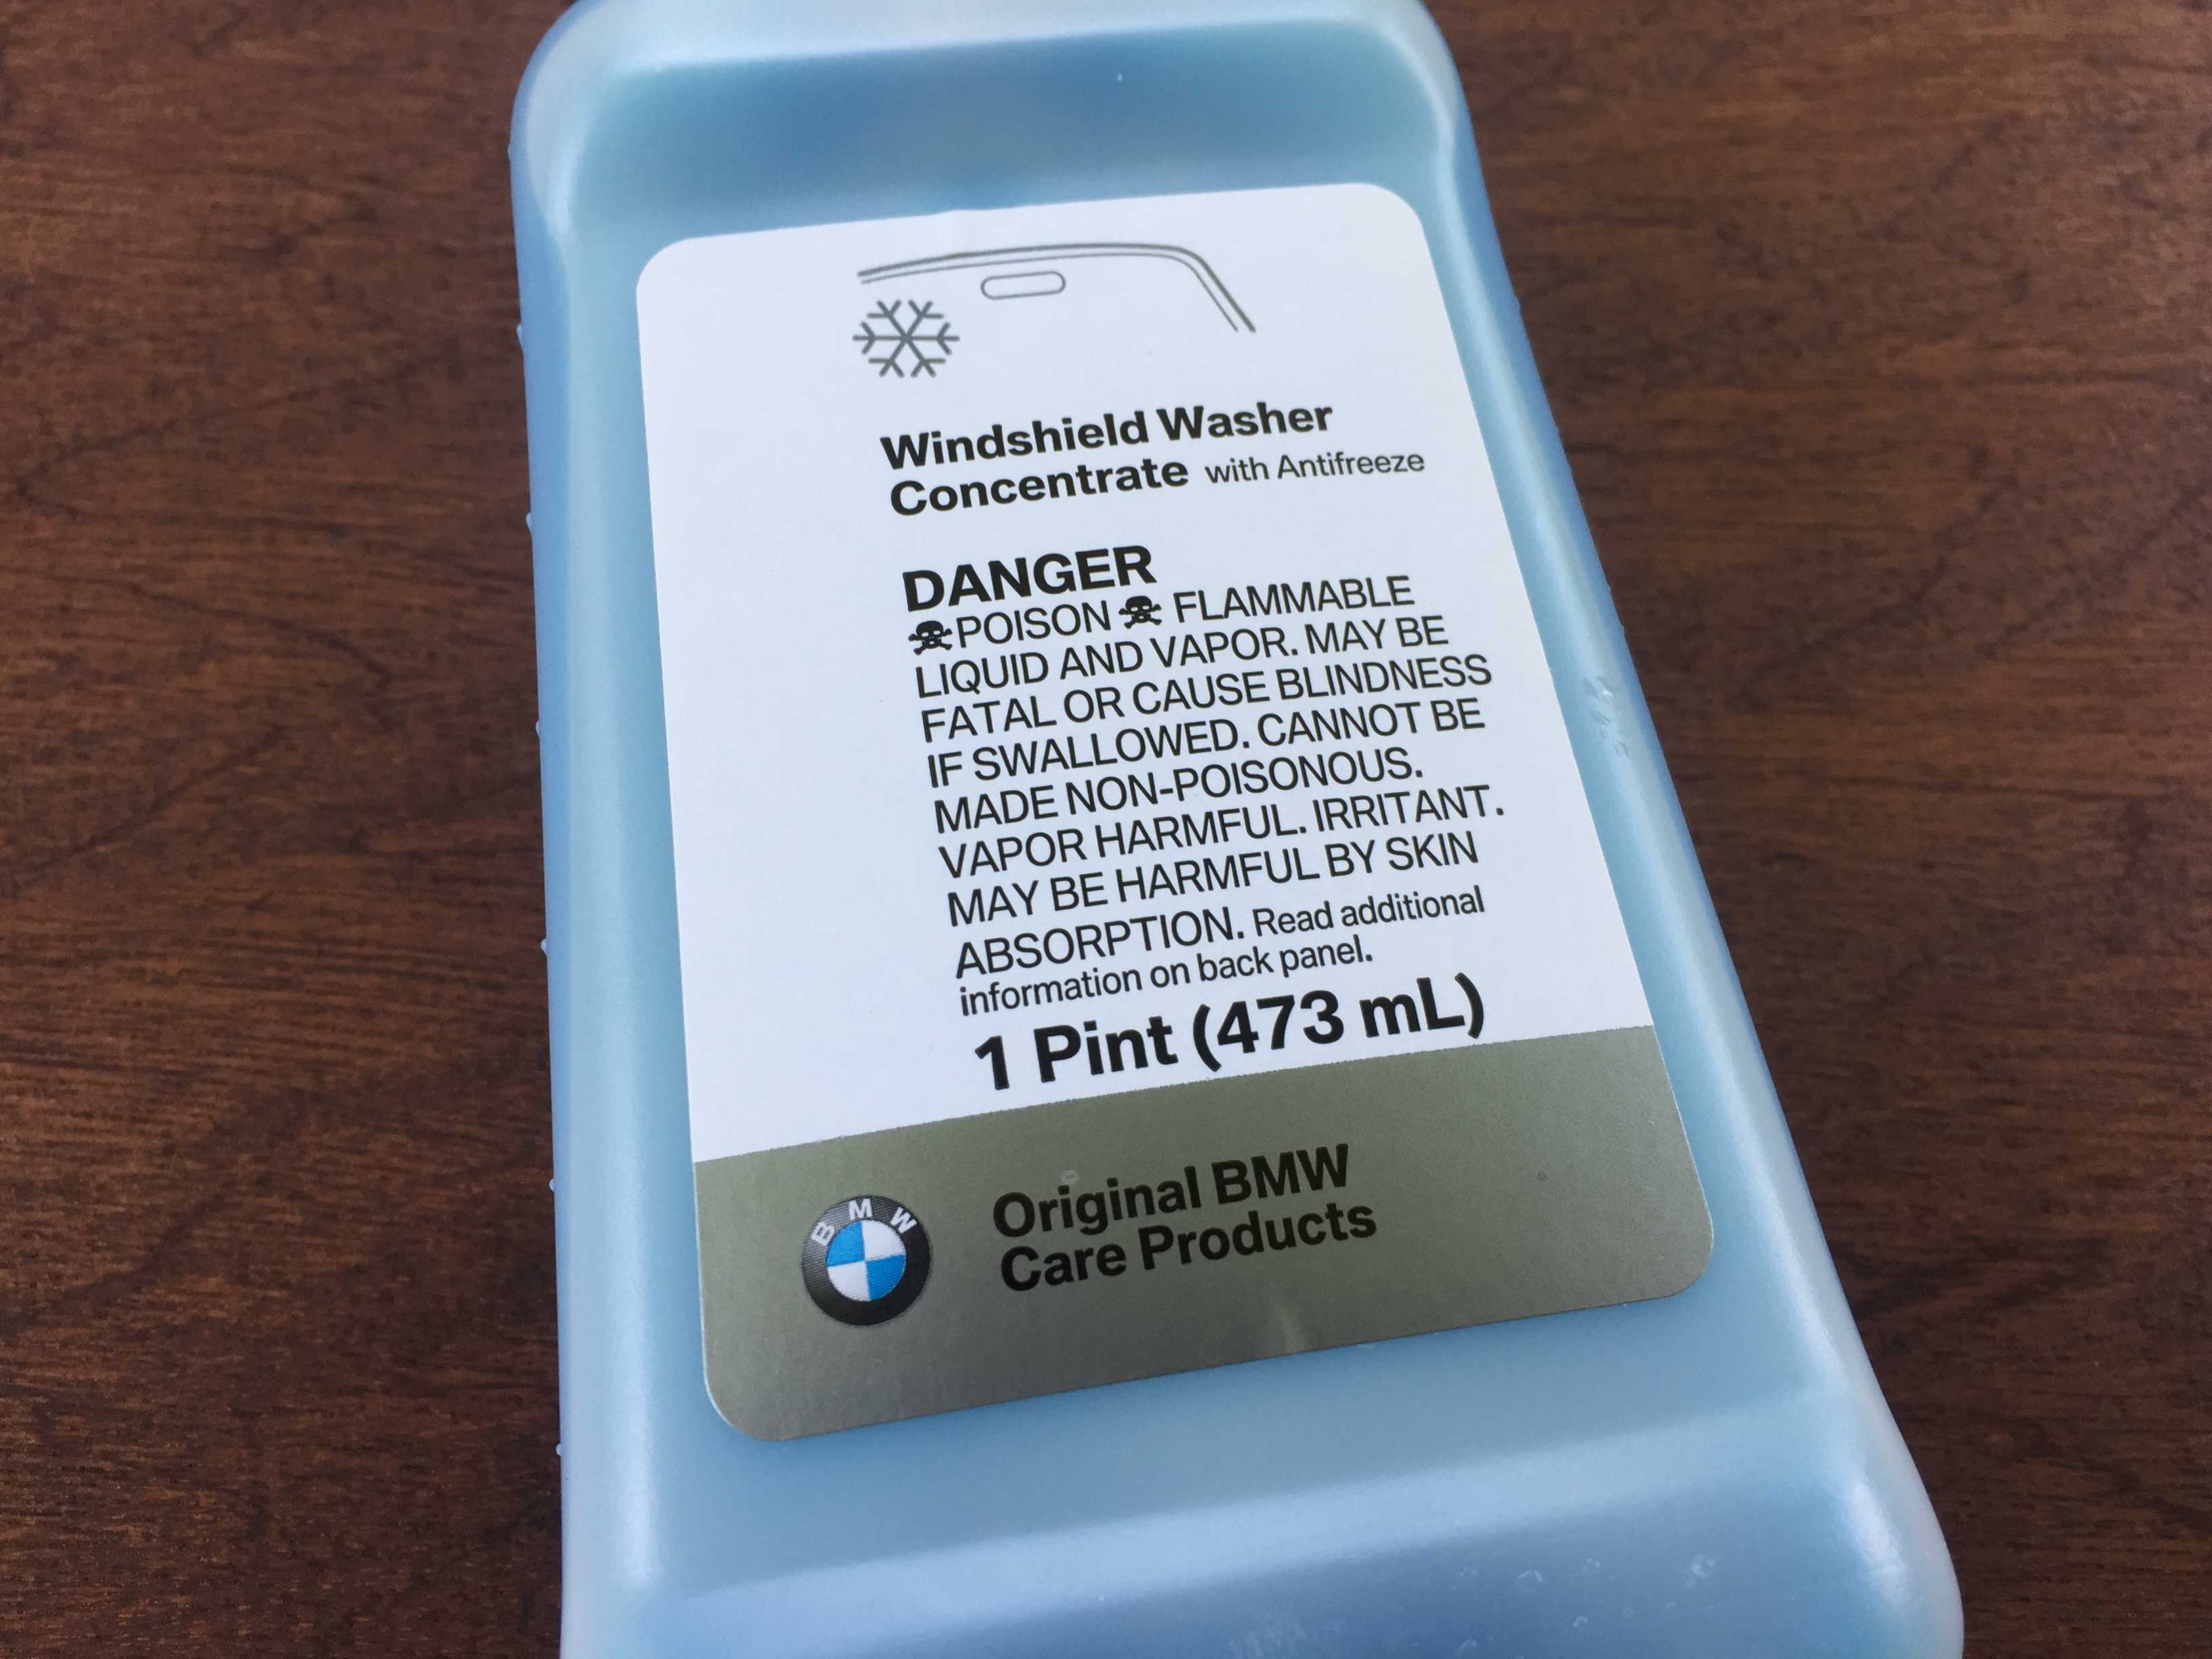 Windshield Washer
Concentrate with Antifreeze
DANGER
☠POISON☠ FLAMMABLE
LIQUID AND VAPOR. MAY BE
FATAL OR CAUSE BLINDNESS
IF SWALLOWED. CANNOT BE
MADE NON-POISONOUS.
VAPOR HARMFUL. IRRITANT.
MAY BE HARMFUL BY SKIN
ABSORPTION. Read additional
information on back panel.
1 Pint (473 mL)
BMW
Original BMW
Care Products